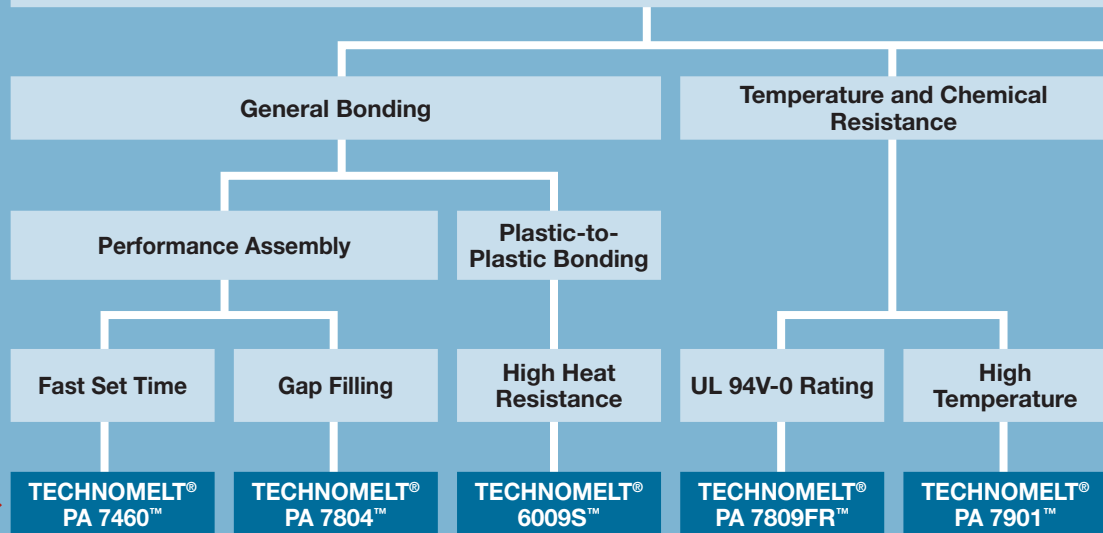 General Bonding
Temperature and Chemical
Resistance
Performance Assembly
Plastic-to-
Plastic Bonding
Fast Set Time
Gap Filling
High Heat
Resistance
UL 94V-0 Rating
High
Temperature
TECHNOMELT®
PA 7460™
TECHNOMELT®
PA 7804™
TECHNOMELT®
6009S™
TECHNOMELT®
PA 7809FR™
TECHNOMELT®
PA 7901™